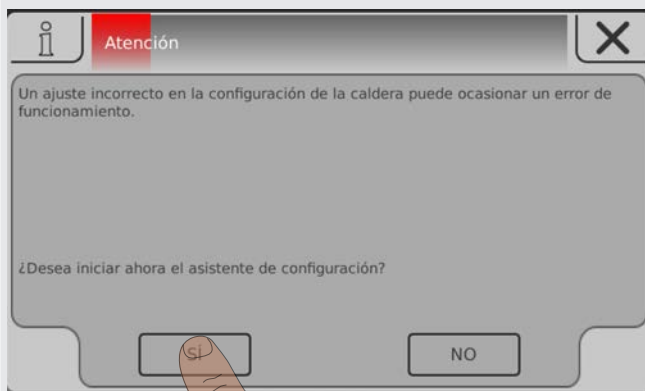 Atención
Un ajuste incorrecto en la configuración de la caldera puede ocasionar un error de
funcionamiento.
¿Desea iniciar ahora el asistente de configuración?
SÍ
NO